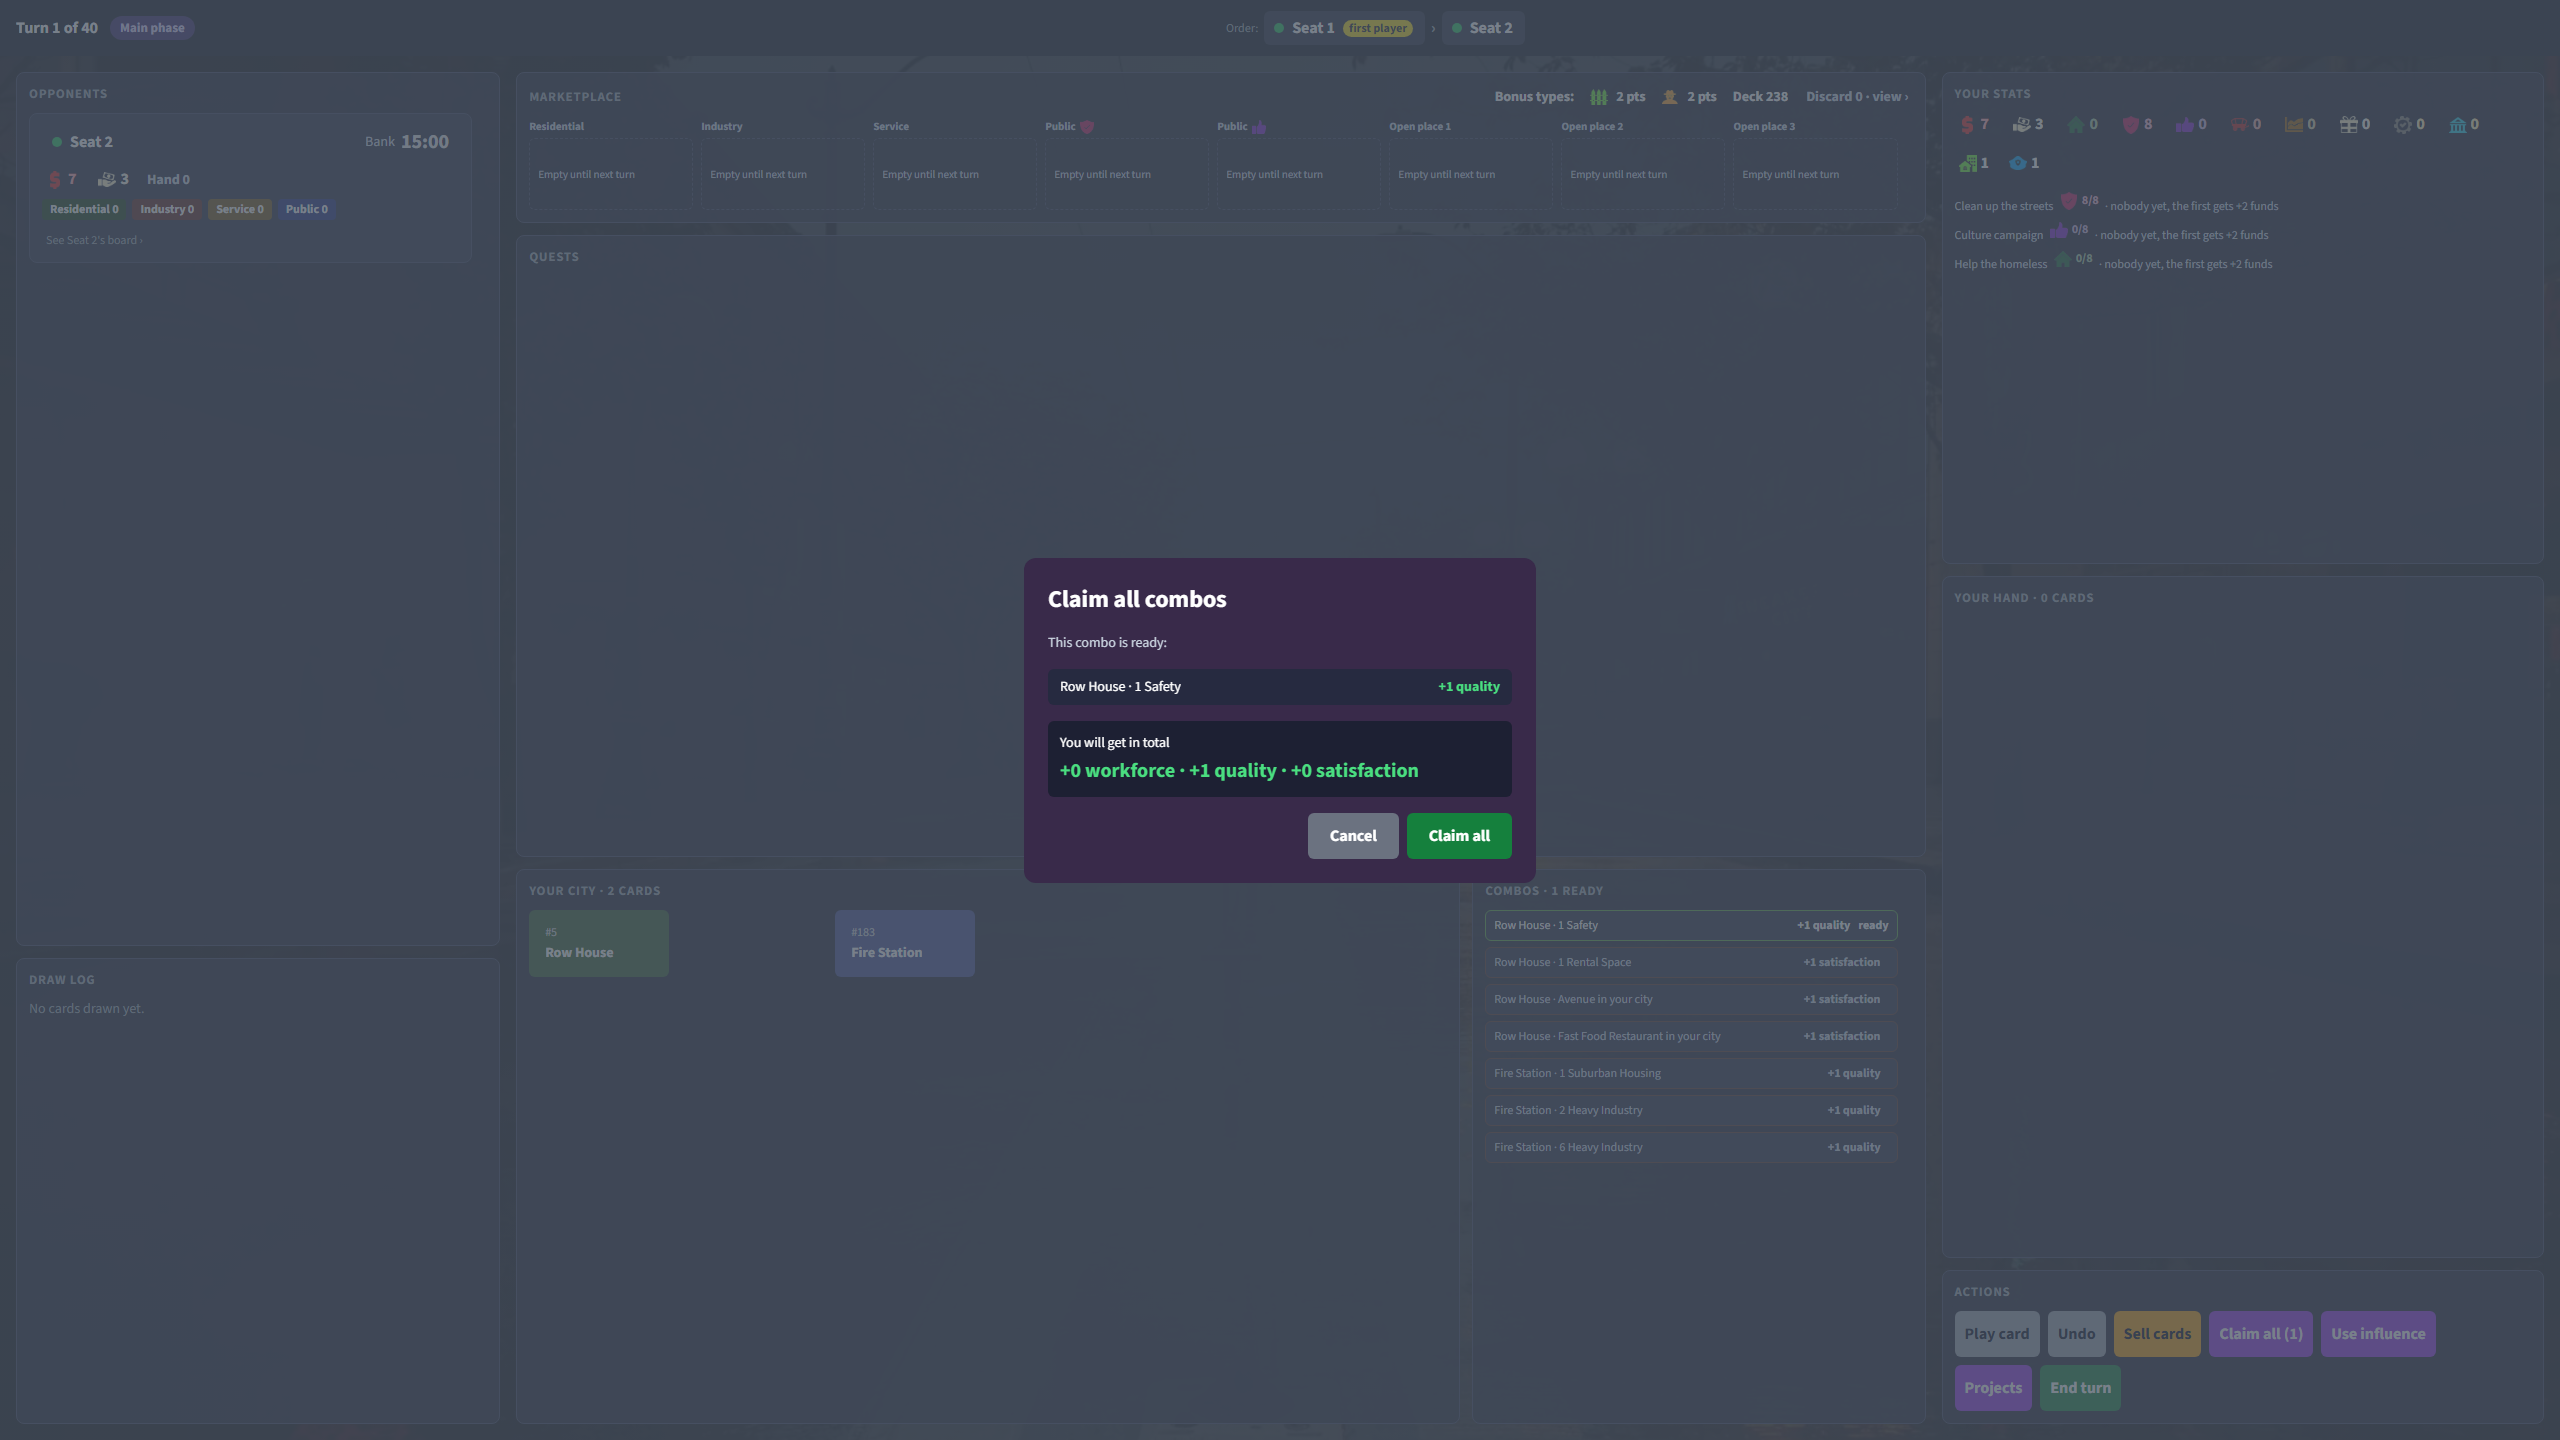 Turn 1 of 40 Main phase
Order: Seat 1 first player › Seat 2
OPPONENTS
Seat 2 Bank 15:00
7 3 Hand 0
Residential 0 Industry 0 Service 0 Public 0
See Seat 2's board ›
DRAW LOG
No cards drawn yet.
MARKETPLACE Bonus types: 2 pts 2 pts Deck 238 Discard 0 · view ›
Residential Industry Service Public Public Open place 1 Open place 2 Open place 3
Empty until next turn Empty until next turn Empty until next turn Empty until next turn Empty until next turn Empty until next turn Empty until next turn Empty until next turn
QUESTS
Claim all combos
This combo is ready:
Row House · 1 Safety +1 quality
You will get in total
+0 workforce · +1 quality · +0 satisfaction
Cancel Claim all
YOUR CITY · 2 CARDS
#5 #183
Row House Fire Station
COMBOS · 1 READY
Row House · 1 Safety +1 quality ready
Row House · 1 Rental Space +1 satisfaction
Row House · Avenue in your city +1 satisfaction
Row House · Fast Food Restaurant in your city +1 satisfaction
Fire Station · 1 Suburban Housing +1 quality
Fire Station · 2 Heavy Industry +1 quality
Fire Station · 6 Heavy Industry +1 quality
YOUR STATS
7 3 0 8 0 0 0 0 0 0
1 1
Clean up the streets 8/8 · nobody yet, the first gets +2 funds
Culture campaign 0/8 · nobody yet, the first gets +2 funds
Help the homeless 0/8 · nobody yet, the first gets +2 funds
YOUR HAND · 0 CARDS
ACTIONS
Play card Undo Sell cards Claim all (1) Use influence
Projects End turn